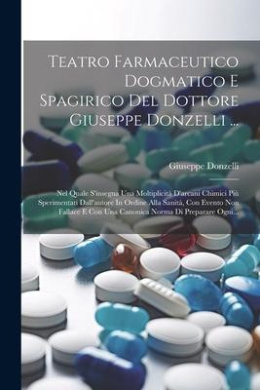 Teatro Farmaceutico
Dogmatico E
Spagirico Del Dottore
Giuseppe Donzelli ...
Giuseppe Donzelli
Nel Quale S'insegna Una Moltiplicità D'arcani Chimici Più
Sperimentati Dall'autore In Ordine Alla Sanità, Con Evento Non
Fallace E Con Una Canonica Norma Di Preparare Ogni...